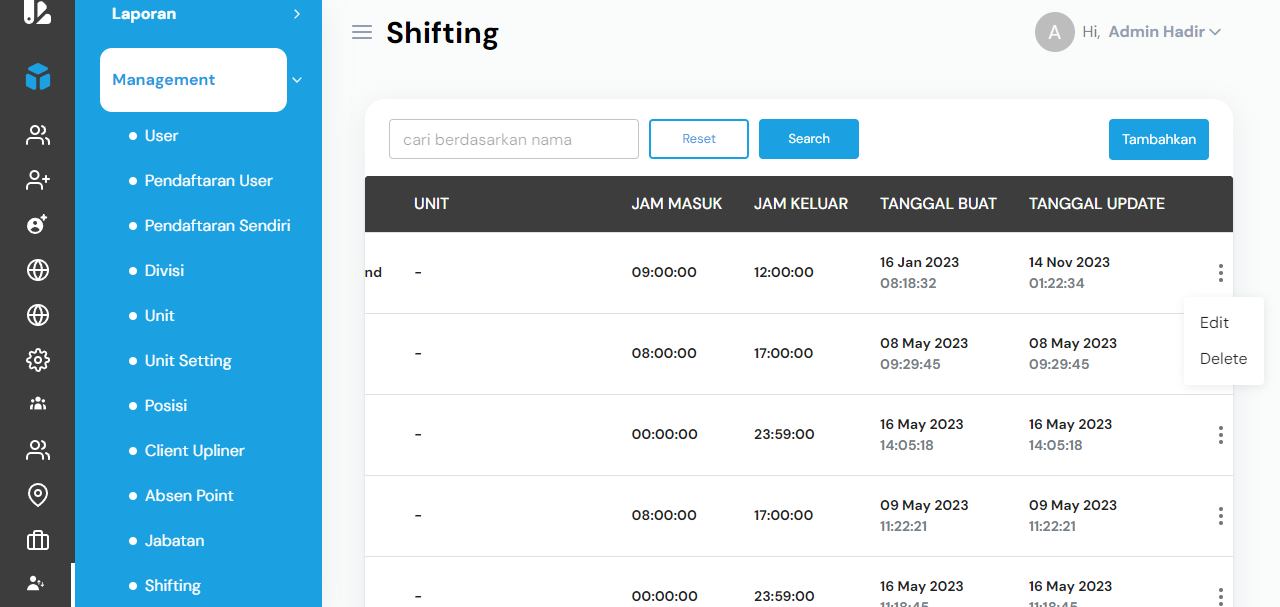 Laporan
Management
User
Pendaftaran User
Pendaftaran Sendiri
Divisi
Unit
Unit Setting
Posisi
Client Upliner
Absen Point
Jabatan
Shifting
Shifting
A Hi, Admin Hadir
cari berdasarkan nama Reset Search Tambahkan
UNIT JAM MASUK JAM KELUAR TANGGAL BUAT TANGGAL UPDATE
nd - 09:00:00 12:00:00 16 Jan 2023 14 Nov 2023
08:18:32 01:22:34
Edit
Delete
- 08:00:00 17:00:00 08 May 2023 08 May 2023
09:29:45 09:29:45
- 00:00:00 23:59:00 16 May 2023 16 May 2023
14:05:18 14:05:18
- 08:00:00 17:00:00 09 May 2023 09 May 2023
11:22:21 11:22:21
- 00:00:00 23:59:00 16 May 2023 16 May 2023
11:18:45 11:18:45